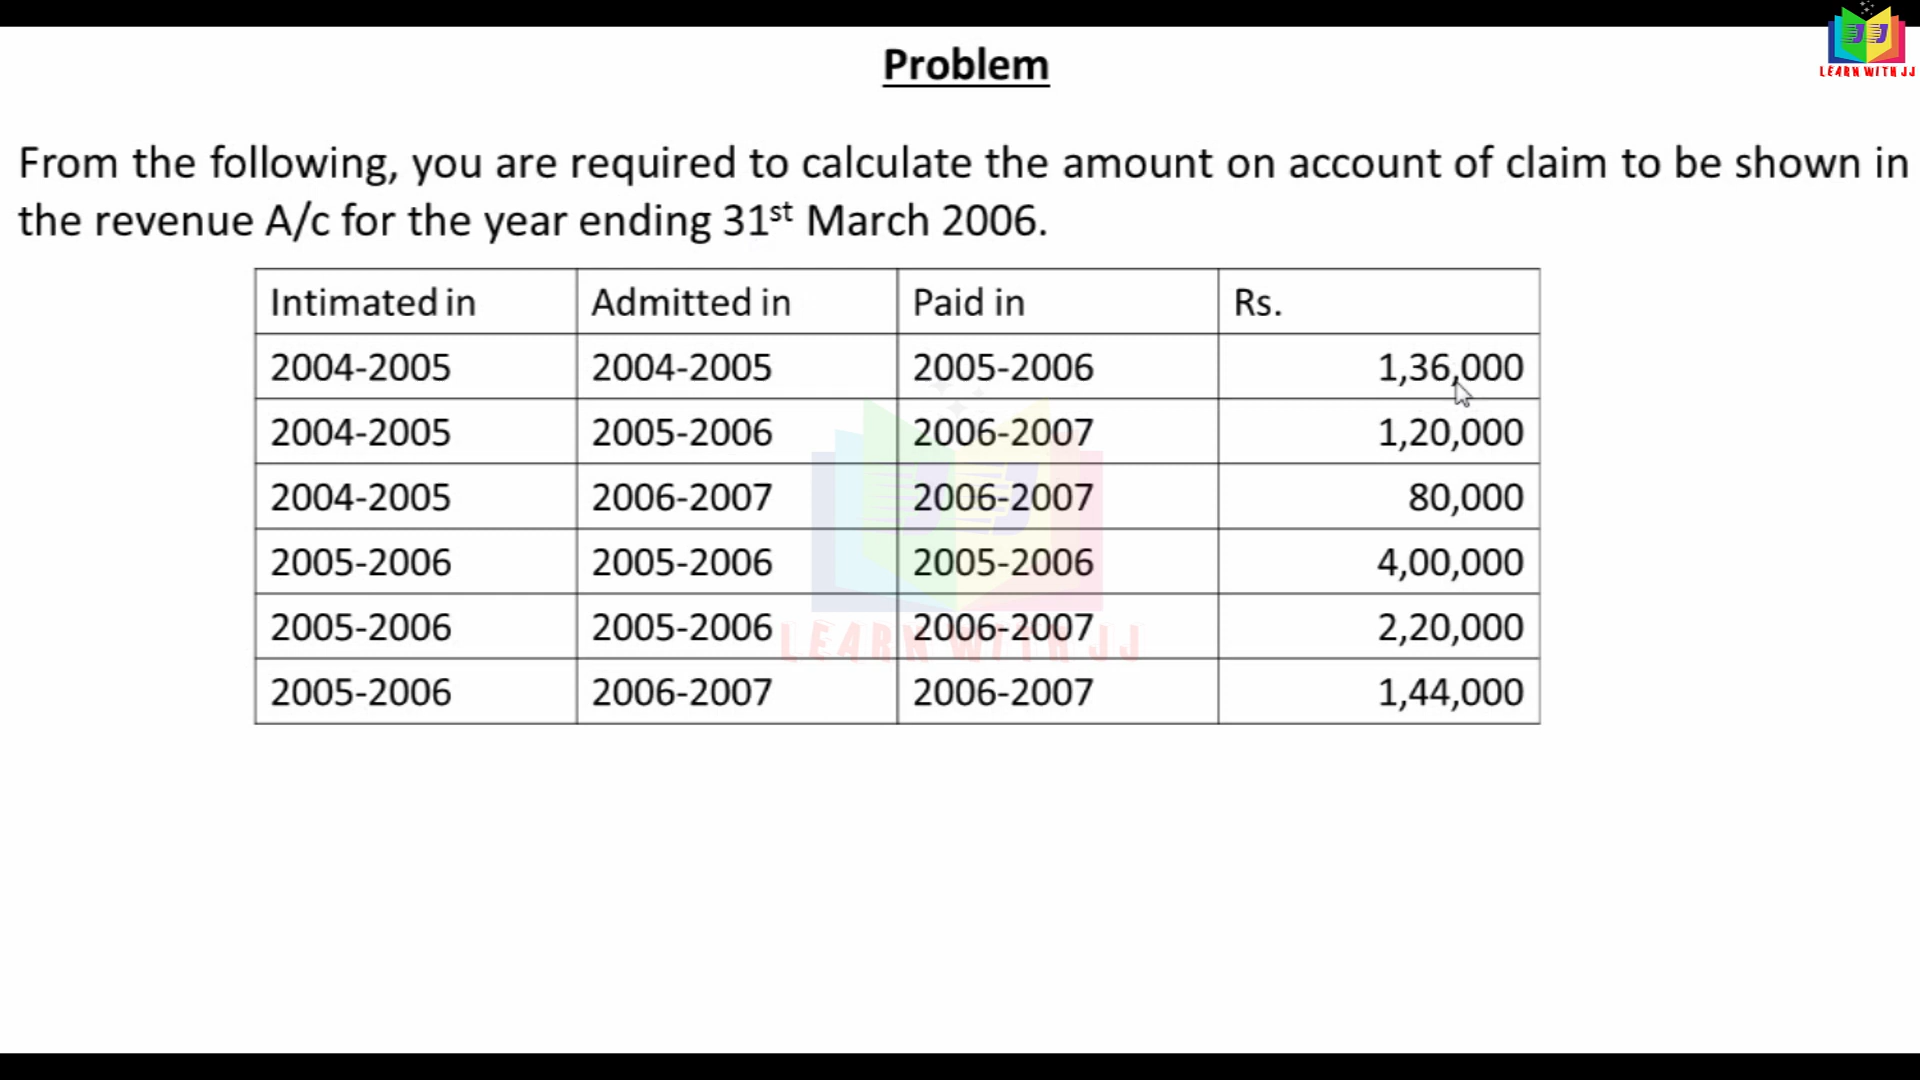 LEARN WITH JJ
Problem
From the following, you are required to calculate the amount on account of claim to be shown in
the revenue A/c for the year ending 31st March 2006.
Intimated in Admitted in Paid in Rs.
2004-2005 2004-2005 2005-2006 1,36,000
2004-2005 2005-2006 2006-2007 1,20,000
2004-2005 2006-2007 2006-2007 80,000
2005-2006 2005-2006 2005-2006 4,00,000
2005-2006 2005-2006 2006-2007 2,20,000
LEARN WITH JJ
2005-2006 2006-2007 2006-2007 1,44,000